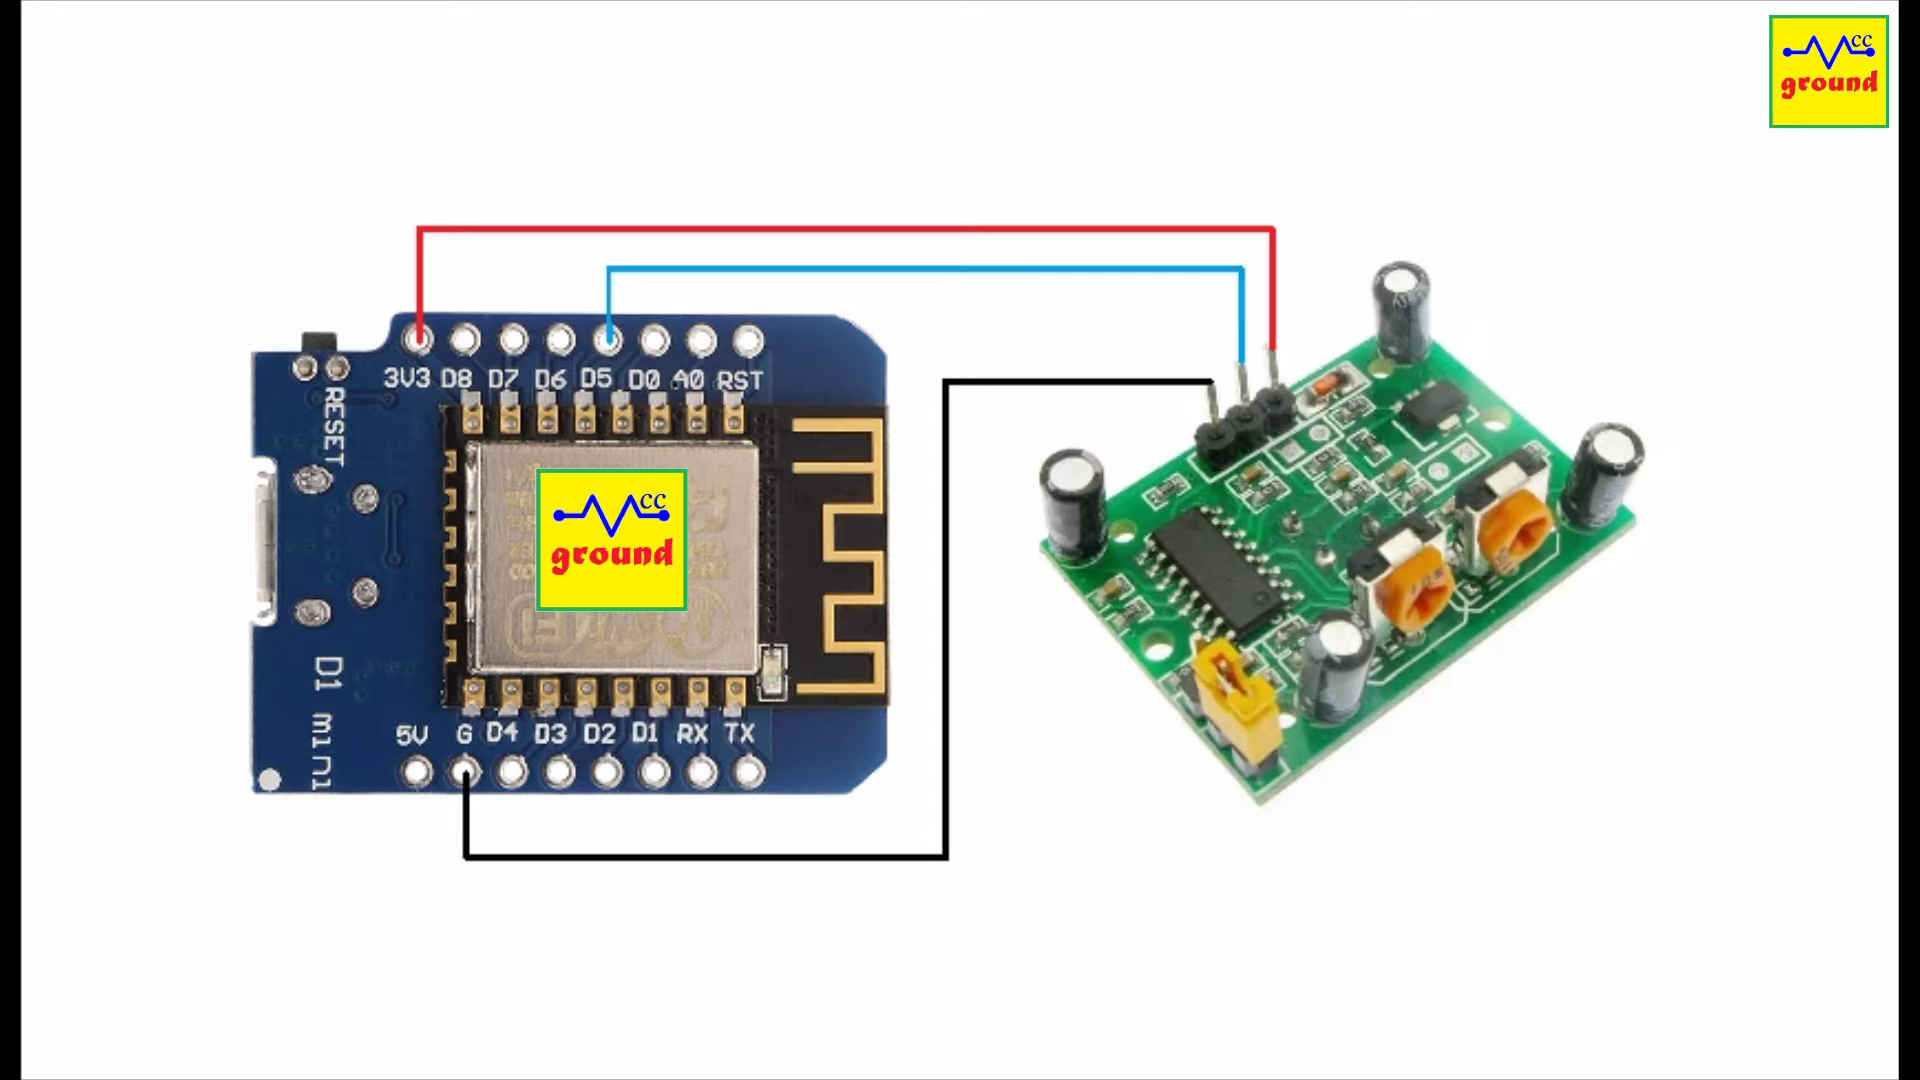 CC
ground
3V3 D8 D7 D6 D5 D0 A0 RST
RESET
CC
ground
D1 mini
5V G D4 D3 D2 D1 RX TX